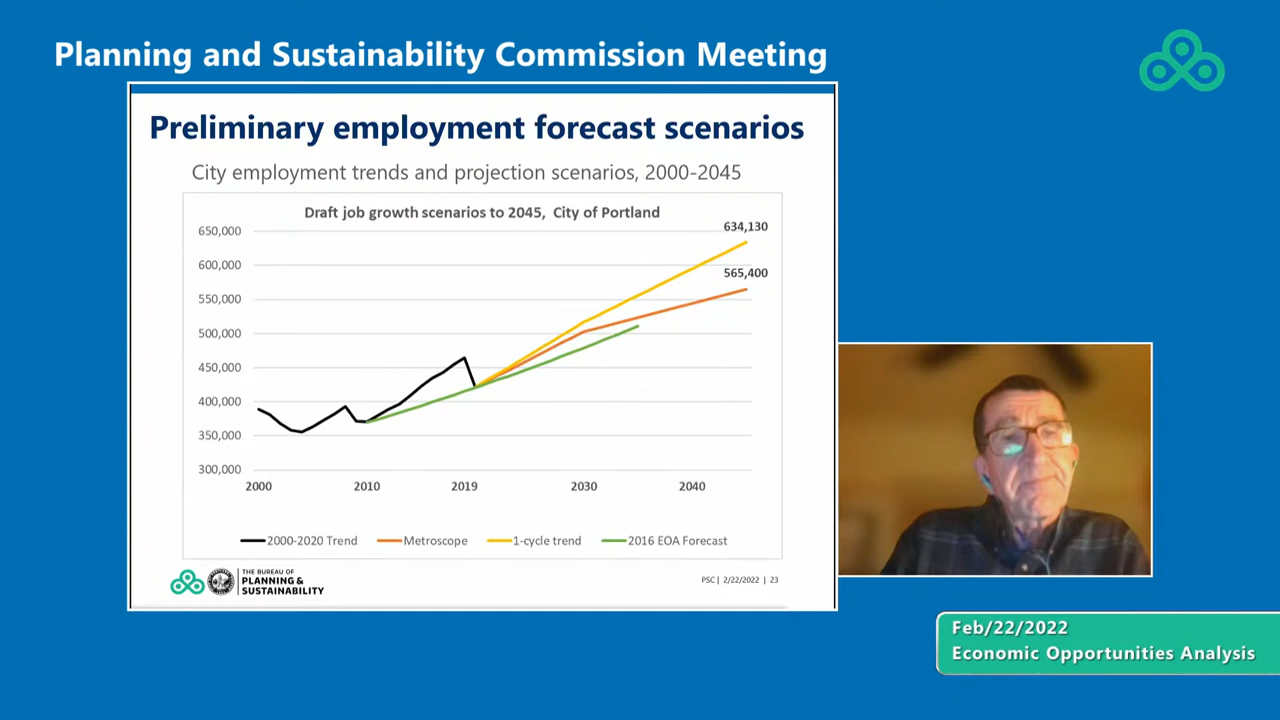 Planning and Sustainability Commission Meeting
Preliminary employment forecast scenarios
City employment trends and projection scenarios, 2000-2045
Draft job growth scenarios to 2045, City of Portland
634,130
650,000
600,000
565,400
550,000
500,000
450,000
400,000
350,000
300,000
2000 2010 2019 2030 2040
2000-2020 Trend Metroscope 1-cycle trend 2016 EOA Forecast
THE BUREAU OF
PLANNING &
SUSTAINABILITY
PSC | 2/22/2022 | 23
Feb/22/2022
Economic Opportunities Analysis